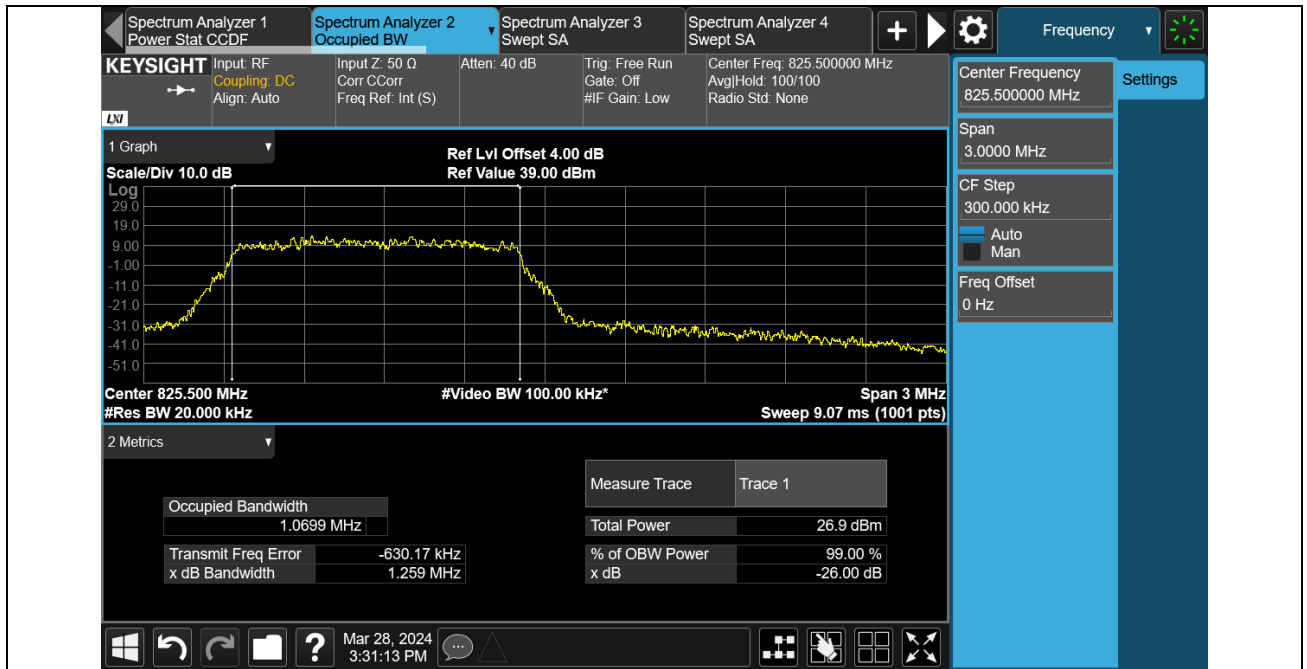 Spectrum Analyzer 1
Power Stat CCDF
Spectrum Analyzer 2
Occupied BW
Spectrum Analyzer 3
Swept SA
Spectrum Analyzer 4
Swept SA
+
Frequency
KEYSIGHT
LXI
Input: RF
Coupling: DC
Align: Auto
Input Z: 50 Ω
Corr CCorr
Freq Ref: Int (S)
Atten: 40 dB
Trig: Free Run
Gate: Off
#IF Gain: Low
Center Freq: 825.500000 MHz
Avg|Hold: 100/100
Radio Std: None
Center Frequency
825.500000 MHz
Settings
Span
3.0000 MHz
CF Step
300.000 kHz
Auto
Man
Freq Offset
0 Hz
1 Graph
Scale/Div 10.0 dB
Ref Lvl Offset 4.00 dB
Ref Value 39.00 dBm
Log
29.0
19.0
9.00
-1.00
-11.0
-21.0
-31.0
-41.0
-51.0
Center 825.500 MHz
#Video BW 100.00 kHz*
Span 3 MHz
#Res BW 20.000 kHz
Sweep 9.07 ms (1001 pts)
2 Metrics
Measure Trace
Trace 1
Occupied Bandwidth
1.0699 MHz
Total Power
26.9 dBm
Transmit Freq Error
-630.17 kHz
% of OBW Power
99.00 %
x dB Bandwidth
1.259 MHz
x dB
-26.00 dB
?
Mar 28, 2024
3:31:13 PM